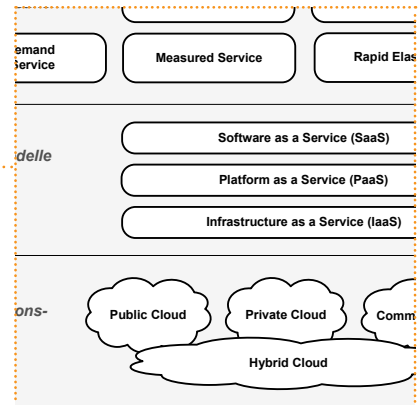 emand
Service
Measured Service
Rapid Elas
delle
Software as a Service (SaaS)
Platform as a Service (PaaS)
Infrastructure as a Service (IaaS)
ons-
Public Cloud
Private Cloud
Comm
Hybrid Cloud